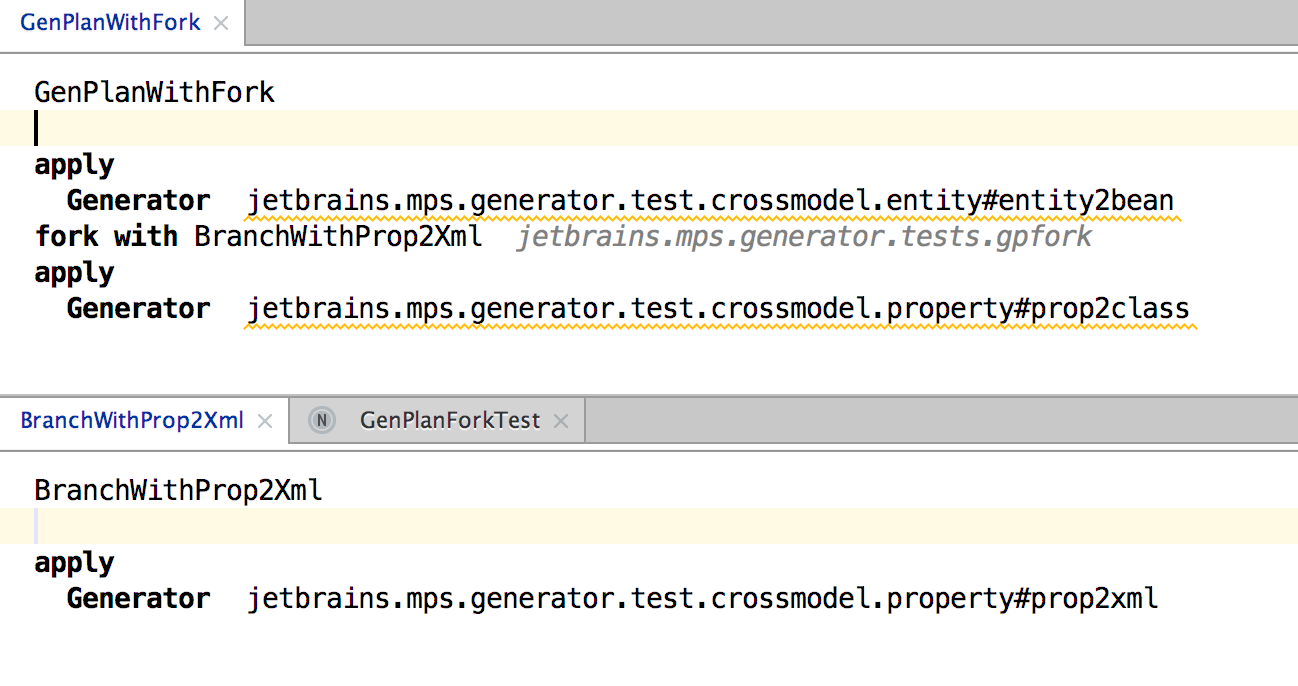 GenPlanWithFork
GenPlanWithFork
apply
Generator jetbrains.mps.generator.test.crossmodel.entity#entity2bean
fork with BranchWithProp2Xml jetbrains.mps.generator.tests.gpfork
apply
Generator jetbrains.mps.generator.test.crossmodel.property#prop2class
BranchWithProp2Xml N GenPlanForkTest
BranchWithProp2Xml
apply
Generator jetbrains.mps.generator.test.crossmodel.property#prop2xml